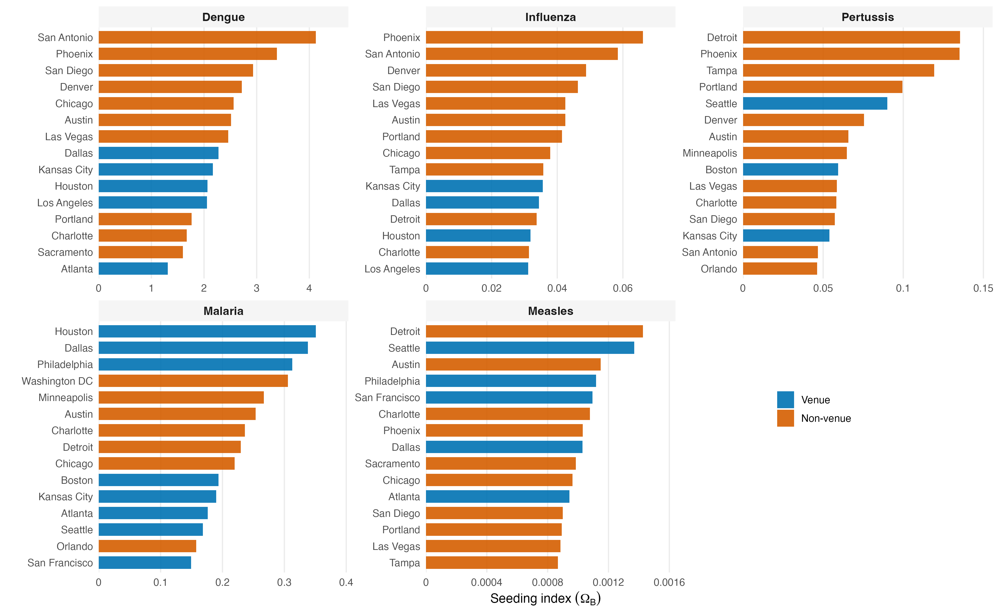 Dengue
San Antonio
Phoenix
San Diego
Denver
Chicago
Austin
Las Vegas
Dallas
Kansas City
Houston
Los Angeles
Portland
Charlotte
Sacramento
Atlanta
0 1 2 3 4
Influenza
Phoenix
San Antonio
Denver
San Diego
Las Vegas
Austin
Portland
Chicago
Tampa
Kansas City
Dallas
Detroit
Houston
Charlotte
Los Angeles
0 0.02 0.04 0.06
Pertussis
Detroit
Phoenix
Tampa
Portland
Seattle
Denver
Austin
Minneapolis
Boston
Las Vegas
Charlotte
San Diego
Kansas City
San Antonio
Orlando
0 0.05 0.1 0.15
Malaria
Houston
Dallas
Philadelphia
Washington DC
Minneapolis
Austin
Charlotte
Detroit
Chicago
Boston
Kansas City
Atlanta
Seattle
Orlando
San Francisco
0 0.1 0.2 0.3 0.4
Measles
Detroit
Seattle
Austin
Philadelphia
San Francisco
Charlotte
Phoenix
Dallas
Sacramento
Chicago
Atlanta
San Diego
Portland
Las Vegas
Tampa
0 0.0004 0.0008 0.0012 0.0016
Seeding index (Ω_B)
Venue
Non-venue